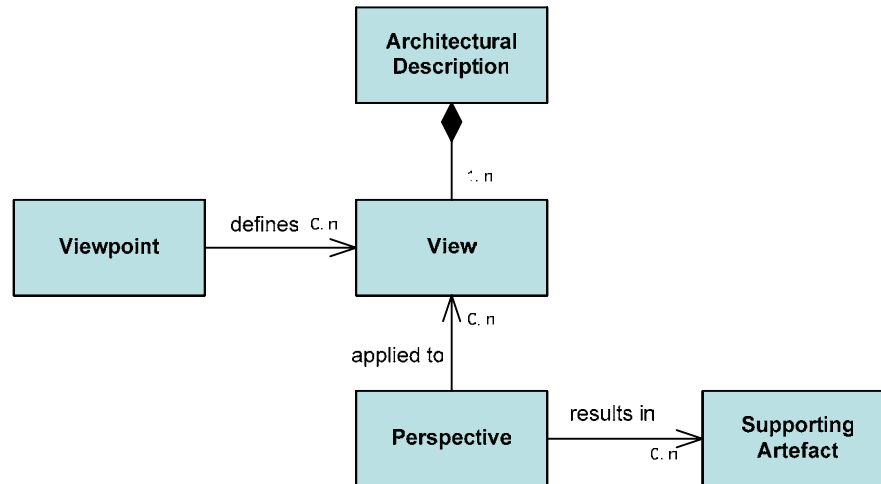 Architectural
Description
1..n
defines
0..n
Viewpoint
View
0..n
applied to
results in
Perspective
0..n
Supporting
Artefact